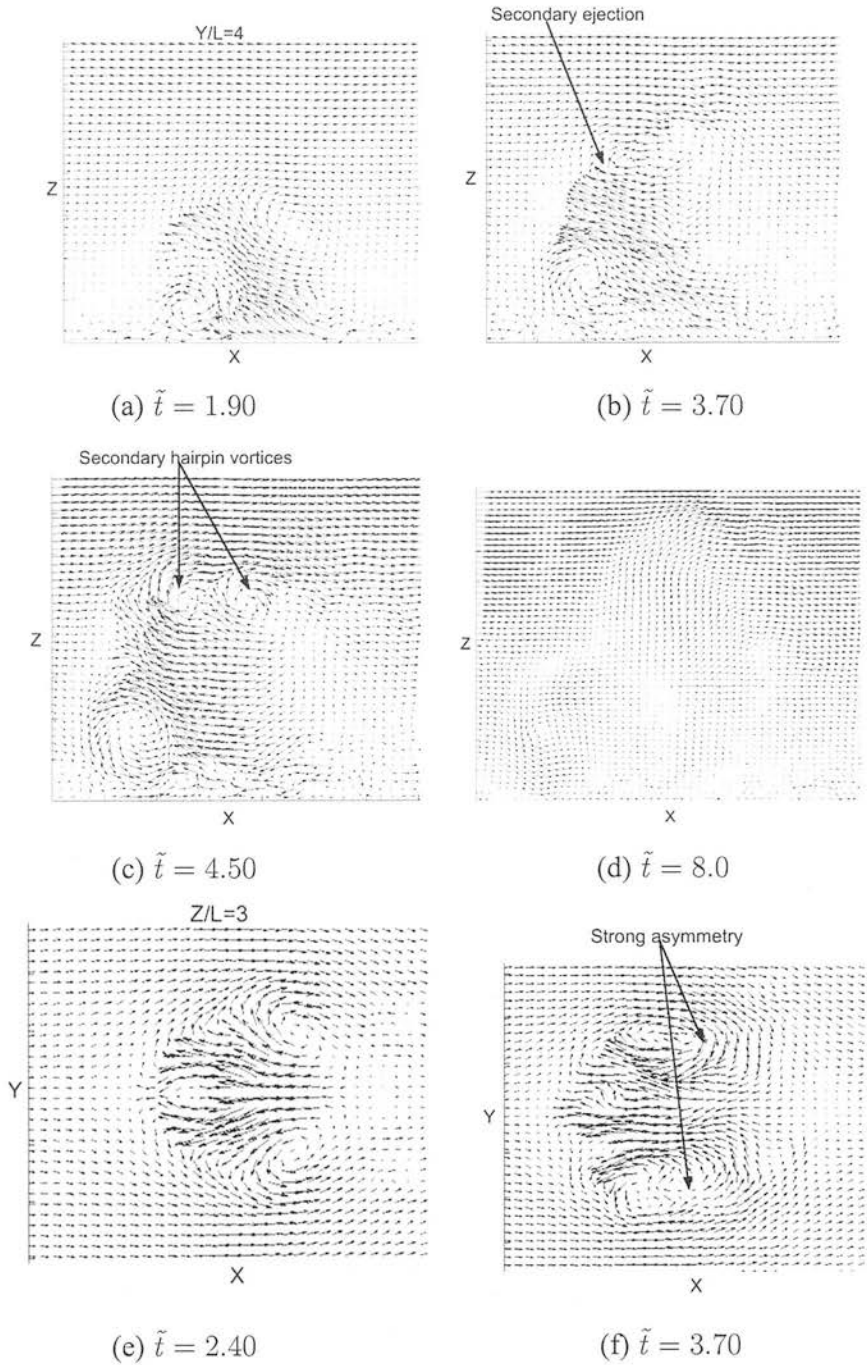 Y/L=4
Z
X
(a) t̃ = 1.90
Secondary ejection
Z
X
(b) t̃ = 3.70
Secondary hairpin vortices
Z
X
(c) t̃ = 4.50
Z
X
(d) t̃ = 8.0
Z/L=3
Y
X
(e) t̃ = 2.40
Strong asymmetry
Y
X
(f) t̃ = 3.70